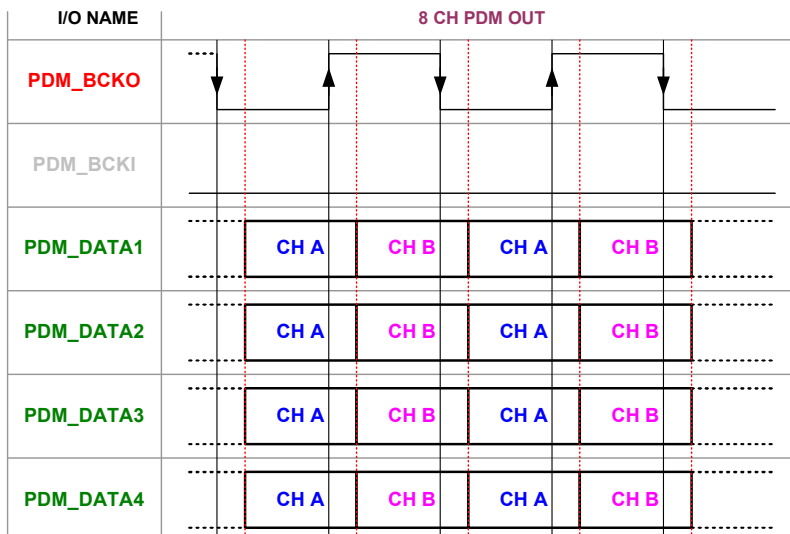 I/O NAME 8 CH PDM OUT
PDM_BCKO
PDM_BCKI
PDM_DATA1 CH A CH B CH A CH B
PDM_DATA2 CH A CH B CH A CH B
PDM_DATA3 CH A CH B CH A CH B
PDM_DATA4 CH A CH B CH A CH B